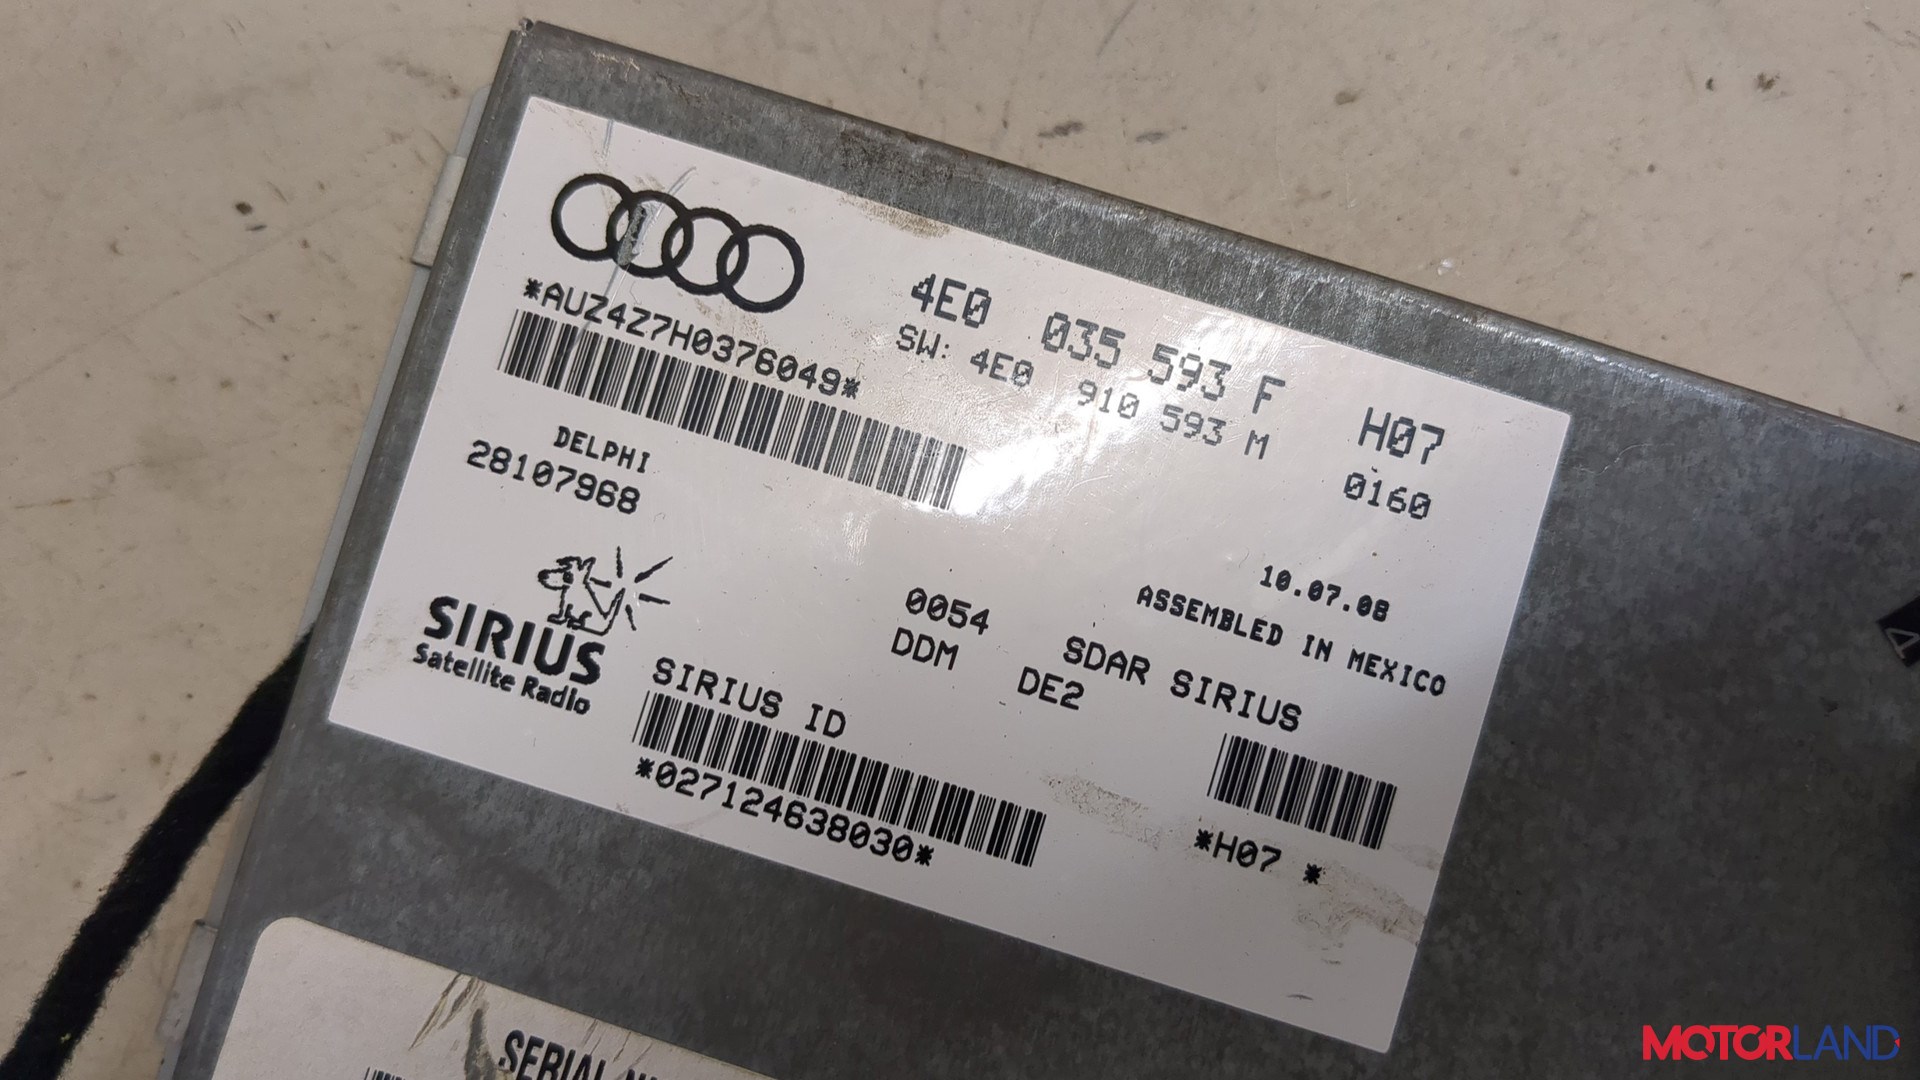 4E0 035 593 F H07
SW: 4E0 910 593 M 0160
*AUZ4Z7H0376049*
DELPHI
28107968
10.07.08
ASSEMBLED IN MEXICO
0054 SDAR SIRIUS
DDM DE2
SIRIUS
Satellite Radio
SIRIUS ID
*027124638030*
*H07 *
SERIAL
MOTORLAND